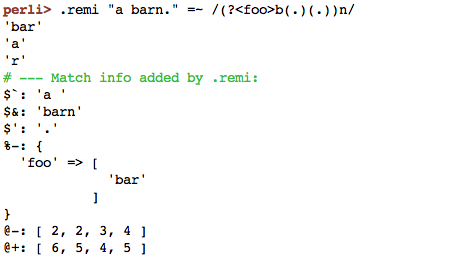 perli> .remi "a barn." =~ /(?<foo>b(.)(.))n/
'bar'
'a'
'r'
# --- Match info added by .remi:
$`: 'a '
$&: 'barn'
$': '.'
%-: {
  'foo' => [
             'bar'
           ]
}
@-: [ 2, 2, 3, 4 ]
@+: [ 6, 5, 4, 5 ]